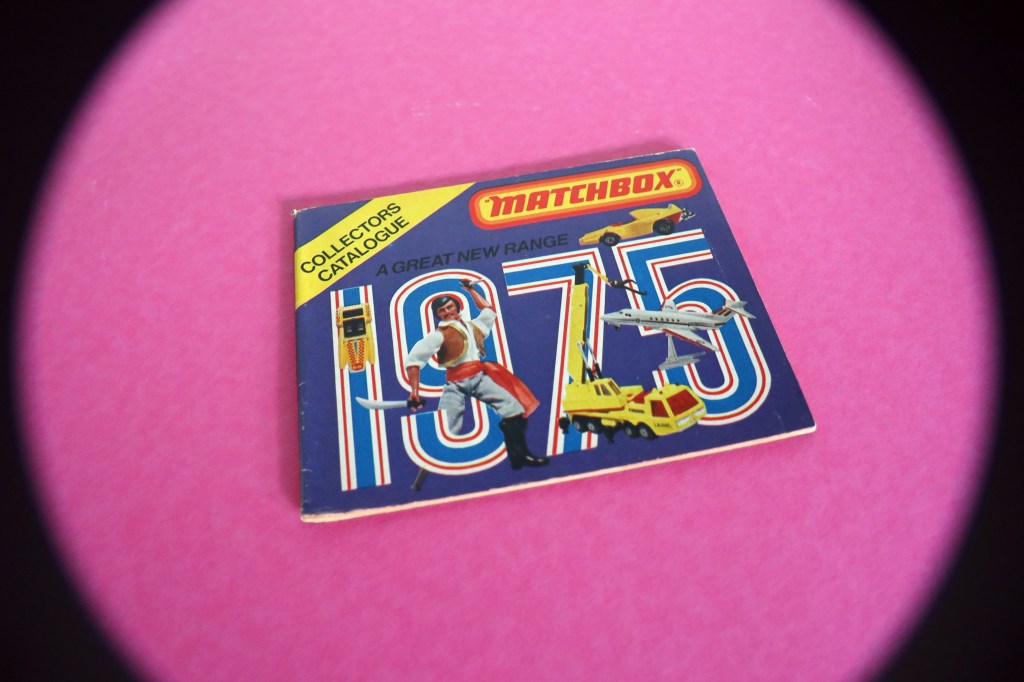 COLLECTORS
CATALOGUE
MATCHBOX
A GREAT NEW RANGE
1975